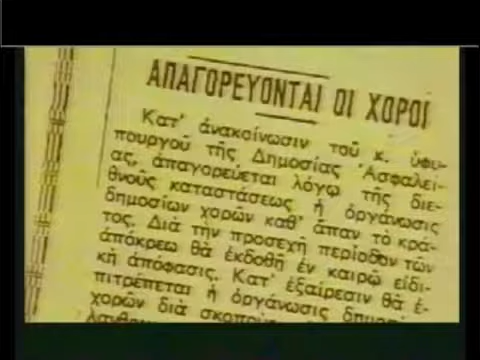 ΑΠΑΓΟΡΕΥΟΝΤΑΙ ΟΙ ΧΟΡΟΙ
Κατ' ἀνακοίνωσιν τοῦ κ. ὑφυ-
πουργοῦ τῆς Δημοσίας Ἀσφαλεί-
ας, ἀπαγορεύεται λόγῳ τῆς διε-
θνοῦς καταστάσεως ἡ ὀργάνωσις
δημοσίων χορῶν καθ' ἅπαν τὸ κρά-
τος. Διὰ τὴν προσεχῆ περίοδον τῶν
ἀπόκρεω θὰ ἐκδοθῇ ἐν καιρῷ εἰδι-
κὴ ἀπόφασις. Κατ' ἐξαίρεσιν θὰ ἐ-
πιτρέπεται ἡ ὀργάνωσις
χορῶν διὰ